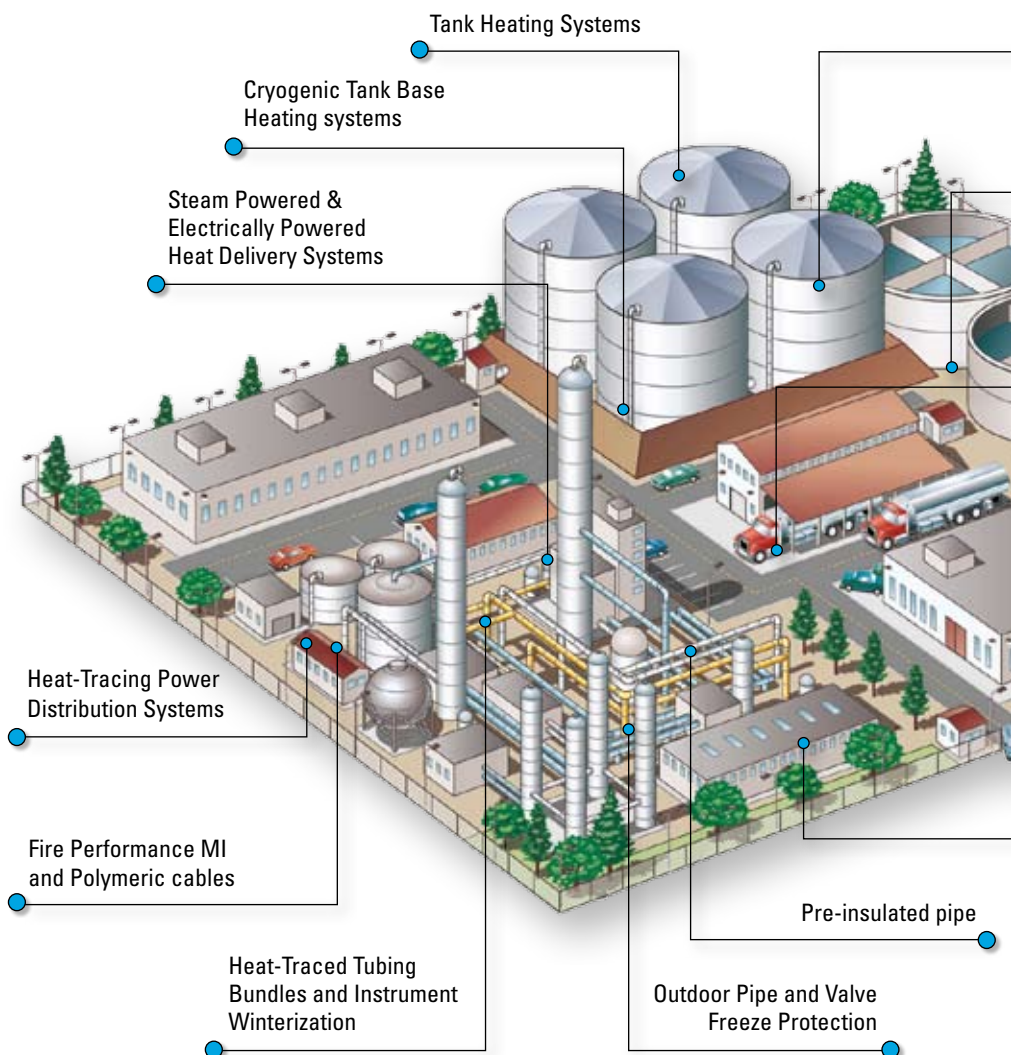 Tank Heating Systems
Cryogenic Tank Base
Heating systems
Steam Powered &
Electrically Powered
Heat Delivery Systems
Heat-Tracing Power
Distribution Systems
Fire Performance MI
and Polymeric cables
Pre-insulated pipe
Heat-Traced Tubing
Bundles and Instrument
Winterization
Outdoor Pipe and Valve
Freeze Protection